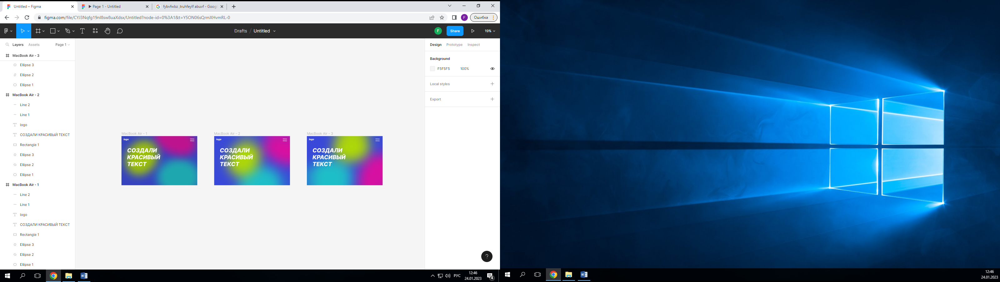 Untitled – Figma
Page 1 - Untitled
fybvfwbz ,truhfeylf abuvf - Googl
figma.com/file/CYJ3Nqfg19nI8sw8uaXdsx/Untitled?node-id=0%3A1&t=Y5ON06sQrmXHvmRL-0
F
Ошибка
Drafts / Untitled
F
Share
19%
Layers
Assets
Page 1
MacBook Air - 3
Ellipse 3
Ellipse 2
Ellipse 1
MacBook Air - 2
Line 2
Line 1
logo
СОЗДАЛИ КРАСИВЫЙ ТЕКСТ
Rectangle 1
Ellipse 3
Ellipse 2
Ellipse 1
MacBook Air - 1
Line 2
Line 1
logo
СОЗДАЛИ КРАСИВЫЙ ТЕКСТ
Rectangle 1
Ellipse 3
Ellipse 2
Ellipse 1
MacBook Air - 1
logo
СОЗДАЛИ
КРАСИВЫЙ
ТЕКСТ
MacBook Air - 2
logo
СОЗДАЛИ
КРАСИВЫЙ
ТЕКСТ
MacBook Air - 3
logo
СОЗДАЛИ
КРАСИВЫЙ
ТЕКСТ
Design
Prototype
Inspect
Background
F5F5F5
100%
Local styles
Export
?
РУС
12:46
24.01.2023
4
12:46
24.01.2023